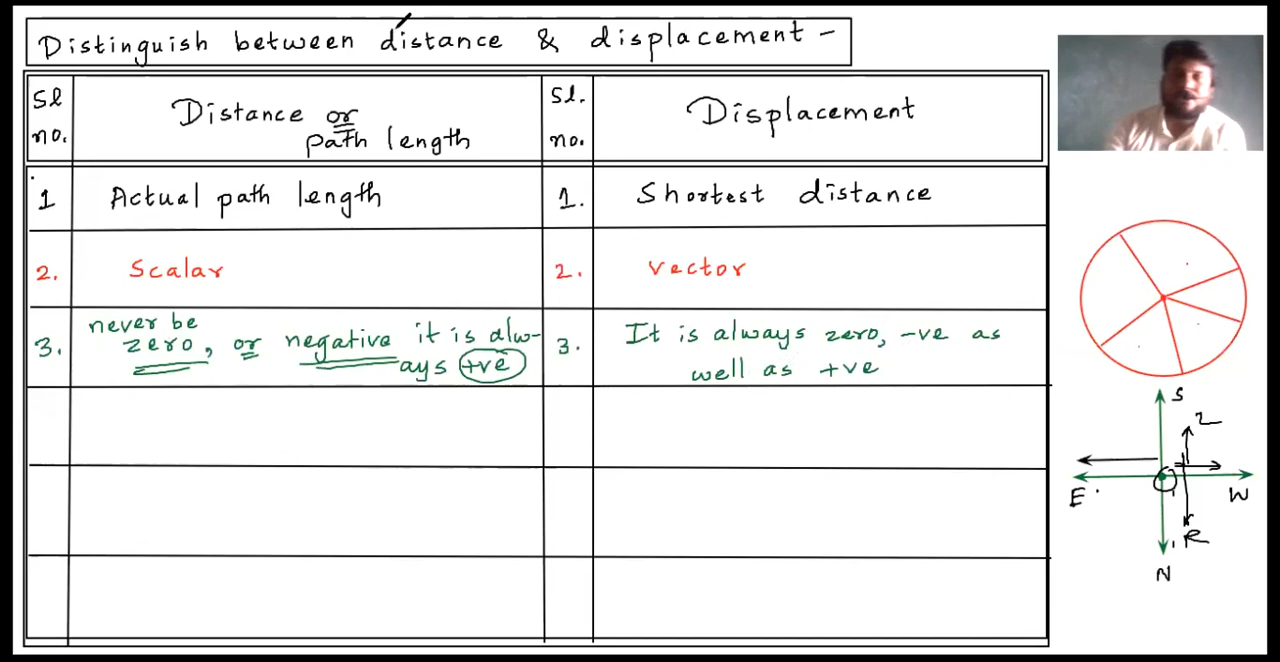 Distinguish between distance & displacement -
Sl no.
Distance or path length
Sl. no.
Displacement
1
Actual path length
1.
Shortest distance
2.
Scalar
2.
vector
3.
never be zero, or negative it is alw-
ays +ve
3.
It is always zero, -ve as
well as +ve
S
E
W
R
N